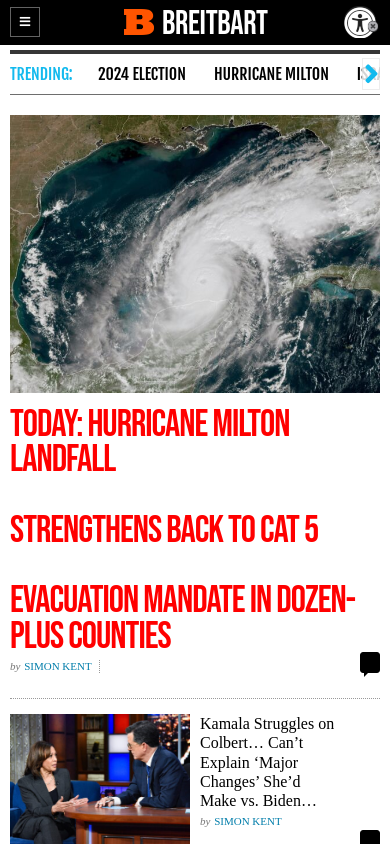 BREITBART
TRENDING:
2024 ELECTION
HURRICANE MILTON
TODAY: HURRICANE MILTON
LANDFALL
STRENGTHENS BACK TO CAT 5
EVACUATION MANDATE IN DOZEN-
PLUS COUNTIES
by SIMON KENT
Kamala Struggles on
Colbert… Can’t
Explain ‘Major
Changes’ She’d
Make vs. Biden…
by SIMON KENT